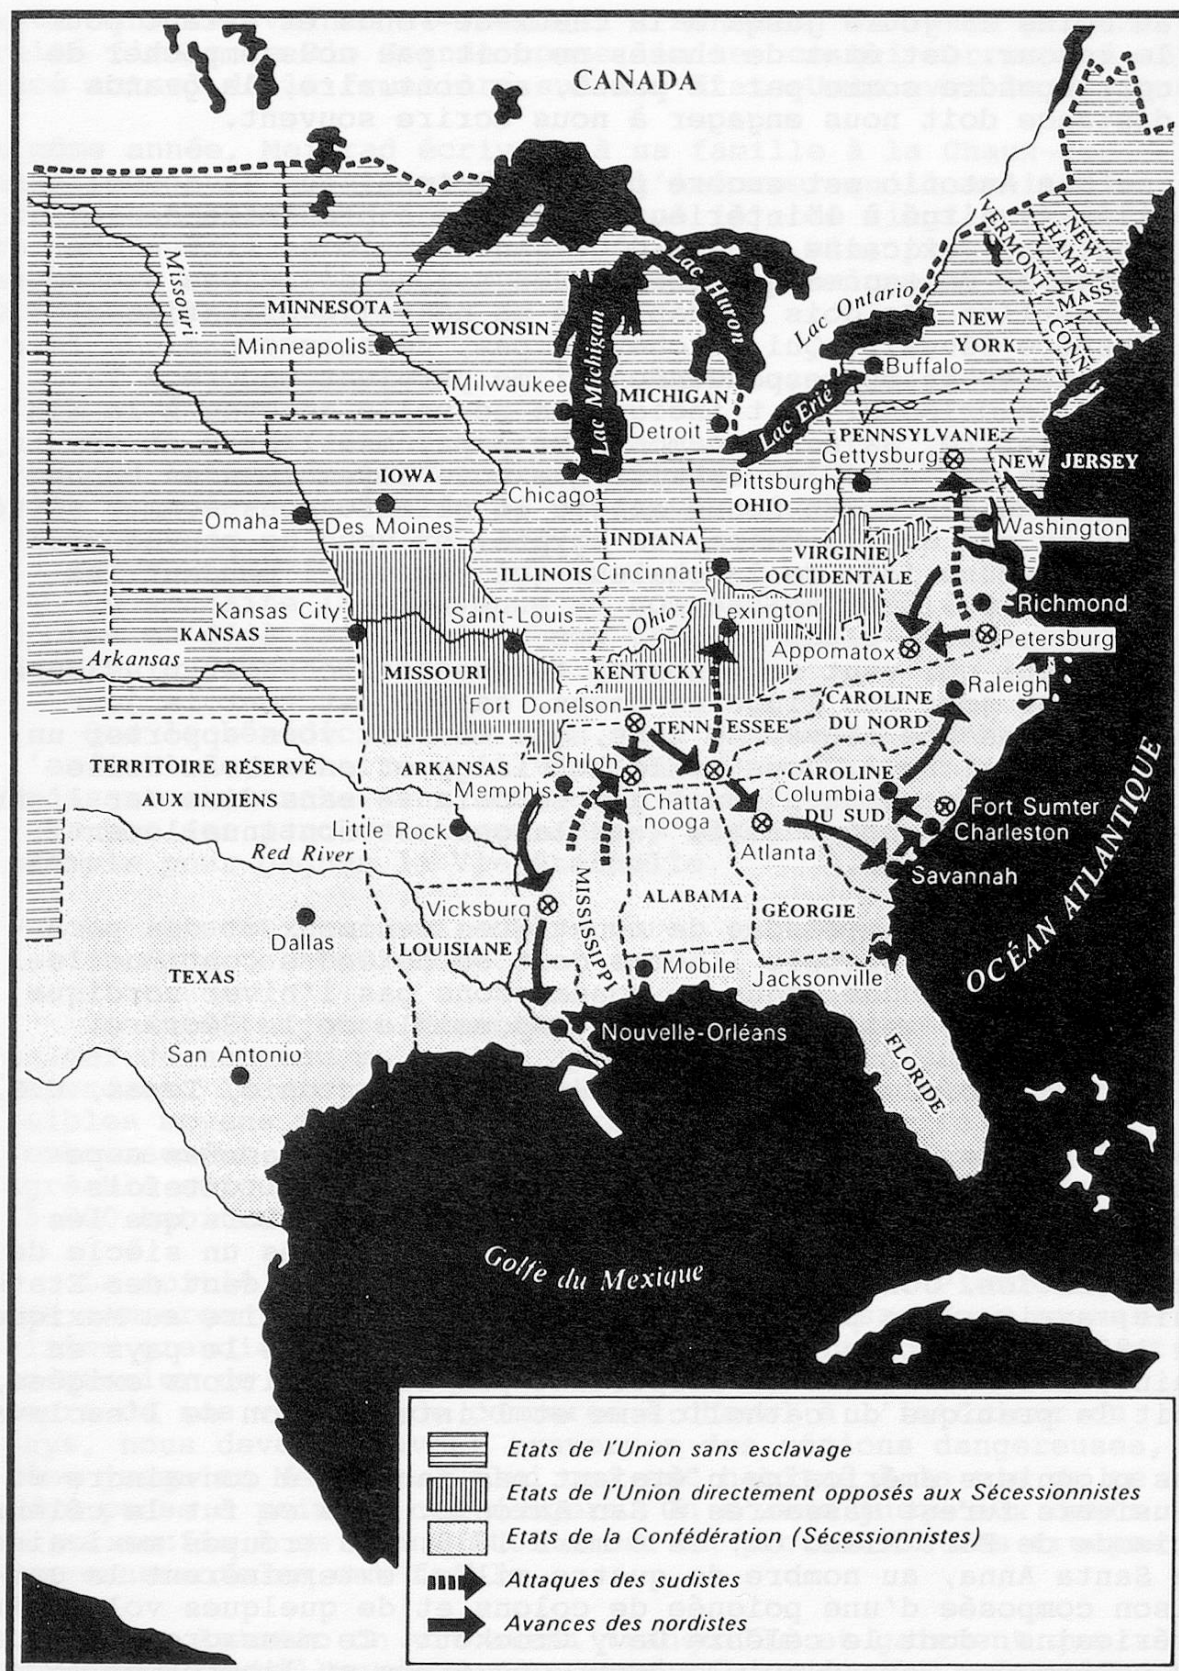 CANADA
Missouri
MINNESOTA
Minneapolis
WISCONSIN
Milwaukee
Lac Michigan
Lac Huron
MICHIGAN
Detroit
Lac Erié
Lac Ontario
Buffalo
VERMONT
NEW
HAMP.
MASS
CONN.
NEW
YORK
PENNSYLVANIE
Gettysburg
NEW JERSEY
Pittsburgh
OHIO
Washington
IOWA
Des Moines
Omaha
Chicago
INDIANA
ILLINOIS
Cincinnati
VIRGINIE
OCCIDENTALE
Richmond
Petersburg
Appomatox
Kansas City
KANSAS
Arkansas
Saint-Louis
MISSOURI
Ohio
Lexington
KENTUCKY
Fort Donelson
TENNESSEE
CAROLINE
DU NORD
Raleigh
TERRITOIRE RÉSERVÉ
AUX INDIENS
ARKANSAS
Memphis
Shiloh
Little Rock
Red River
Chatta
nooga
CAROLINE
Columbia
DU SUD
Fort Sumter
Charleston
Atlanta
Savannah
MISSISSIPPI
Vicksburg
ALABAMA
GÉORGIE
LOUISIANE
Dallas
TEXAS
Mobile
Jacksonville
Nouvelle-Orléans
San Antonio
FLORIDE
OCÉAN ATLANTIQUE
Golfe du Mexique
Etats de l'Union sans esclavage
Etats de l'Union directement opposés aux Sécessionnistes
Etats de la Confédération (Sécessionnistes)
Attaques des sudistes
Avances des nordistes